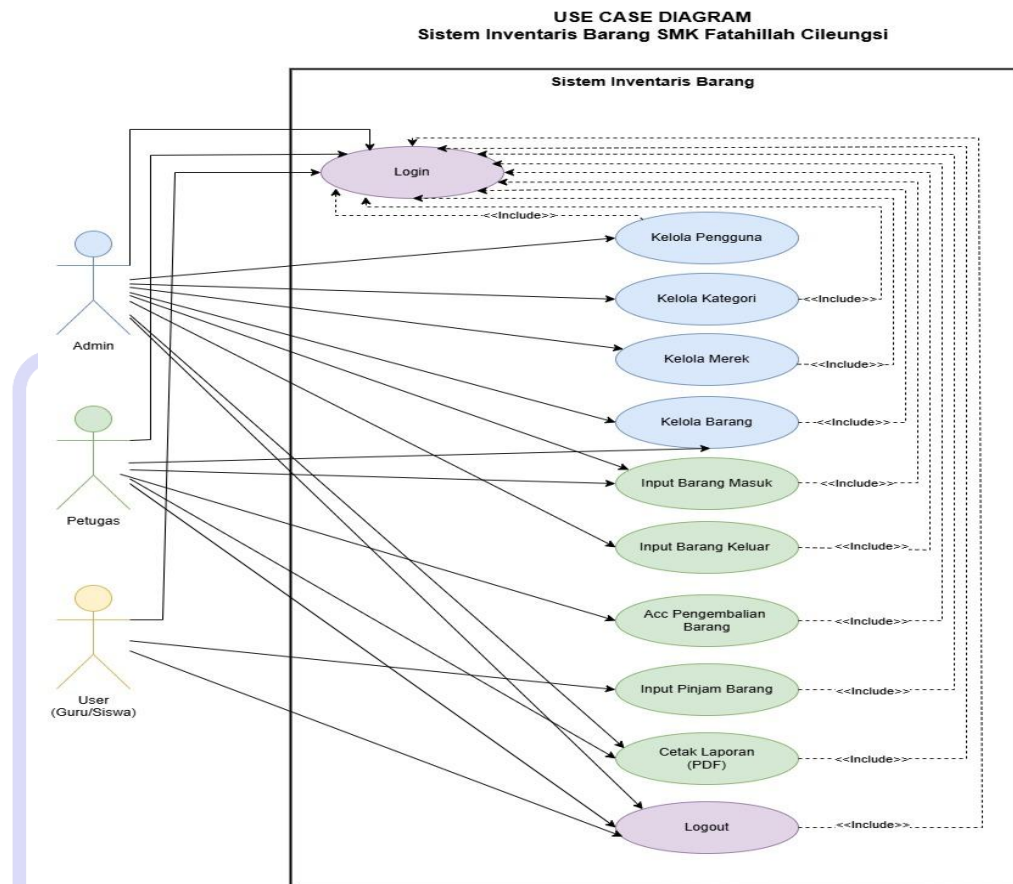 USE CASE DIAGRAM
Sistem Inventaris Barang SMK Fatahillah Cileungsi
Sistem Inventaris Barang
Login
<<Include>>
Kelola Pengguna
Kelola Kategori
<<Include>>
Admin
Kelola Merek
<<Include>>
Kelola Barang
<<Include>>
Input Barang Masuk
<<Include>>
Petugas
Input Barang Keluar
<<Include>>
Acc Pengembalian
Barang
<<Include>>
User
(Guru/Siswa)
Input Pinjam Barang
<<Include>>
Cetak Laporan
(PDF)
<<Include>>
Logout
<<Include>>